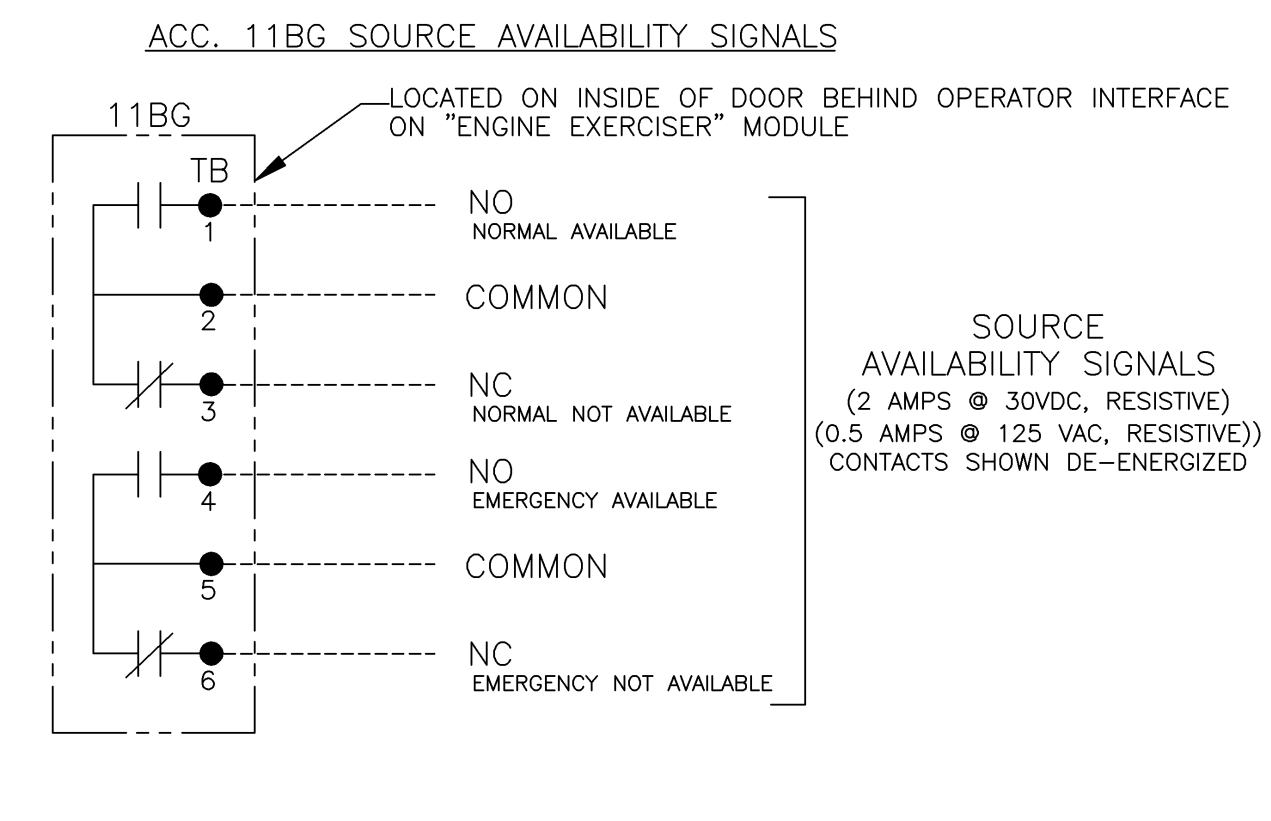 ACC. 11BG SOURCE AVAILABILITY SIGNALS
LOCATED ON INSIDE OF DOOR BEHIND OPERATOR INTERFACE
ON "ENGINE EXERCISER" MODULE
11BG
TB
1
NO
NORMAL AVAILABLE
2
COMMON
3
NC
NORMAL NOT AVAILABLE
4
NO
EMERGENCY AVAILABLE
5
COMMON
6
NC
EMERGENCY NOT AVAILABLE
SOURCE
AVAILABILITY SIGNALS
(2 AMPS @ 30VDC, RESISTIVE)
(0.5 AMPS @ 125 VAC, RESISTIVE))
CONTACTS SHOWN DE-ENERGIZED